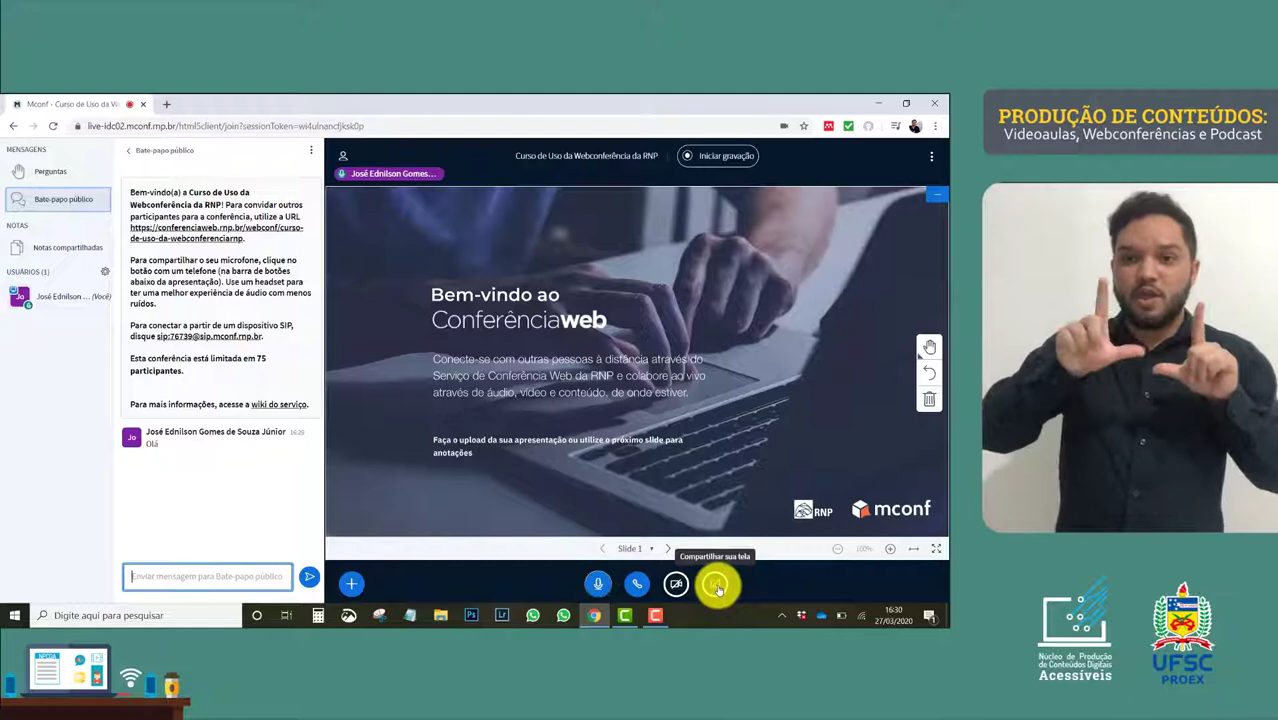 PRODUÇÃO DE CONTEÚDOS:
Videoaulas, Webconferências e Podcast
live-idc02.mconf.rnp.br/html5client/join?sessionToken=wi4ulnancfjksk0p
MENSAGENS
Perguntas
Bate-papo público
NOTAS
Notas compartilhadas
USUÁRIOS (1)
Jo
José Ednilson ... (Você)
Bate-papo público
Bem-vindo(a) a Curso de Uso da
Webconferência da RNP! Para convidar outros
participantes para a conferência, utilize a URL
https://conferenciaweb.rnp.br/webconf/curso-
de-uso-da-webconferenciarnp.
Para compartilhar o seu microfone, clique no
botão com um telefone (na barra de botões
abaixo da apresentação). Use um headset para
ter uma melhor experiência de áudio com menos
ruídos.
Para conectar a partir de um dispositivo SIP,
disque sip:76739@sip.mconf.rnp.br.
Esta conferência está limitada em 75
participantes.
Para mais informações, acesse a wiki do serviço.
Jo
José Ednilson Gomes de Souza Júnior 16:25
Olá
Enviar mensagem para Bate-papo público
Curso de Uso da Webconferência da RNP
Iniciar gravação
José Ednilson Gomes...
Bem-vindo ao
Conferênciaweb
Conecte-se com outras pessoas à distância através do
Serviço de Conferência Web da RNP e colabore ao vivo
através de áudio, vídeo e conteúdo, de onde estiver.
Faça o upload da sua apresentação ou utilize o próximo slide para
anotações
RNP
mconf
Slide 1
100%
Compartilhar sua tela
Digite aqui para pesquisar
16:30
27/03/2020
NPCDA
Núcleo de Produção
de Conteúdos Digitais
Acessíveis
UFSC
PROEX